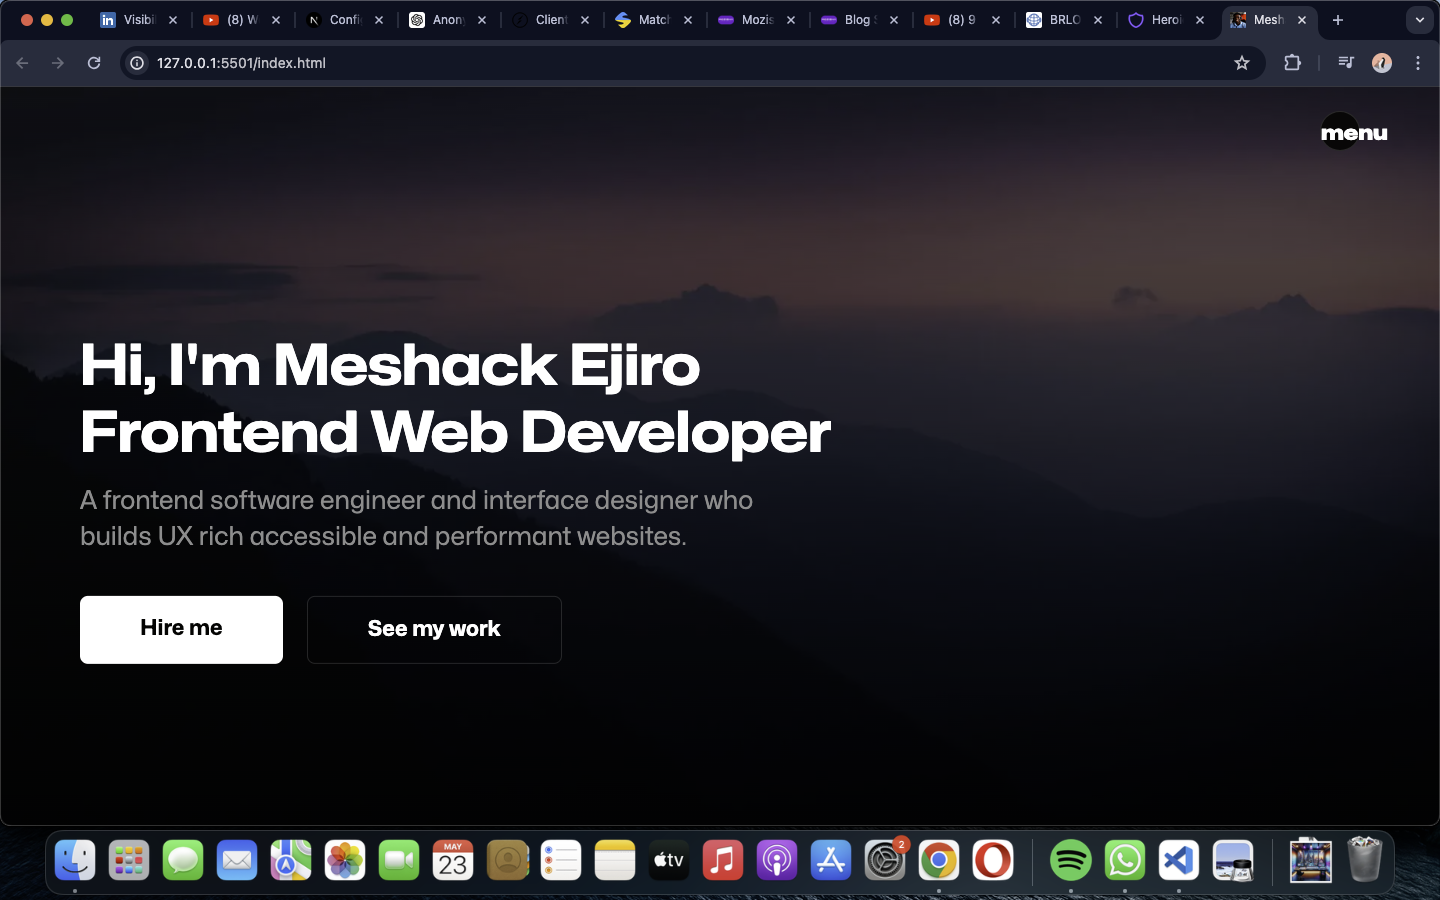 Visibi
(8) W
Confi
Anony
Client
Match
Mozis
Blog S
(8) 9
BRLO
Heroi
Mesh
127.0.0.1:5501/index.html
menu
Hi, I'm Meshack Ejiro
Frontend Web Developer
A frontend software engineer and interface designer who
builds UX rich accessible and performant websites.
Hire me
See my work
MAY
23
tv
2